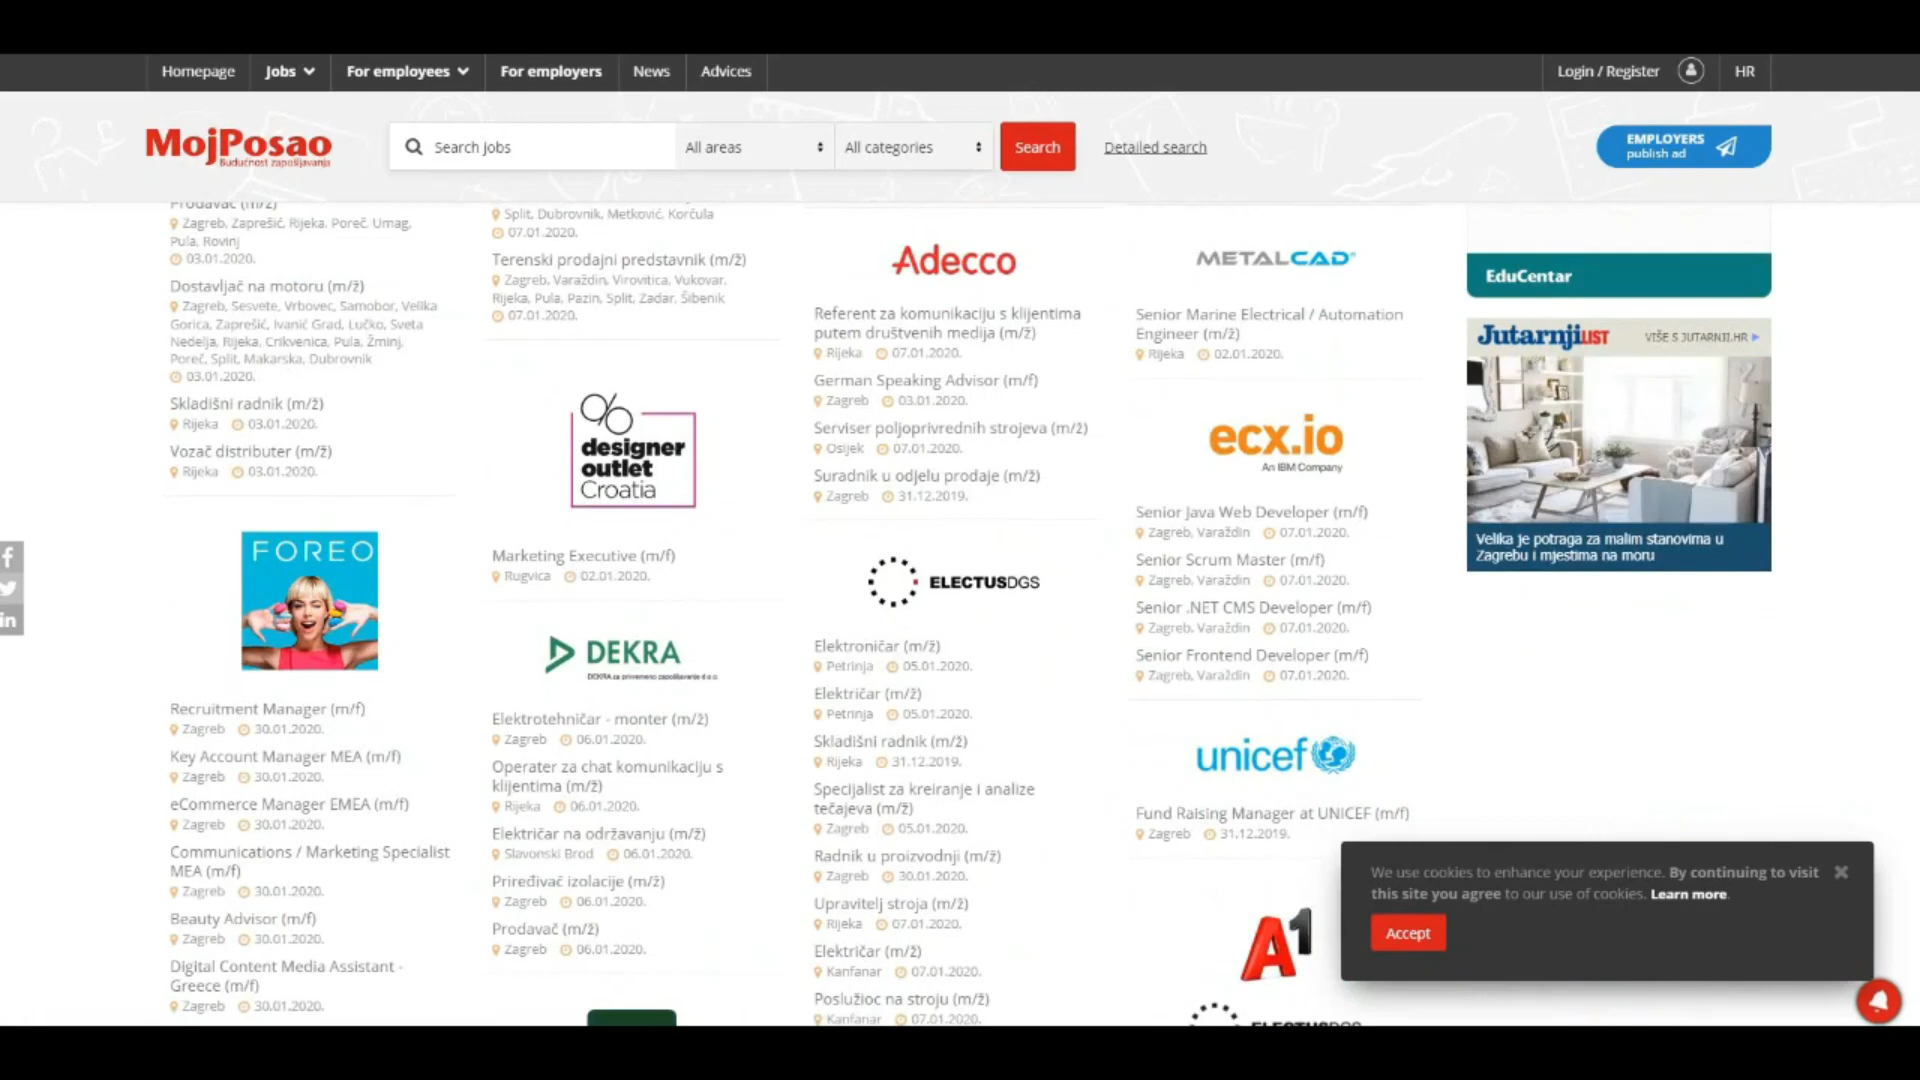 Homepage
Jobs
For employees
For employers
News
Advices
Login / Register
HR
MojPosao
Budućnost zapošljavanja
Search jobs
All areas
All categories
Search
Detailed search
EMPLOYERS
publish ad
Prodavač (m/ž)
Zagreb, Zaprešić, Rijeka, Poreč, Umag,
Pula, Rovinj
03.01.2020.
Dostavljač na motoru (m/ž)
Zagreb, Sesvete, Vrbovec, Samobor, Velika
Gorica, Zaprešić, Ivanić Grad, Lučko, Sveta
Nedelja, Rijeka, Crikvenica, Pula, Žminj,
Poreč, Split, Makarska, Dubrovnik
03.01.2020.
Skladišni radnik (m/ž)
Rijeka 03.01.2020.
Vozač distributer (m/ž)
Rijeka 03.01.2020.
FOREO
Recruitment Manager (m/f)
Zagreb 30.01.2020.
Key Account Manager MEA (m/f)
Zagreb 30.01.2020.
eCommerce Manager EMEA (m/f)
Zagreb 30.01.2020.
Communications / Marketing Specialist
MEA (m/f)
Zagreb 30.01.2020.
Beauty Advisor (m/f)
Zagreb 30.01.2020.
Digital Content Media Assistant -
Greece (m/f)
Zagreb 30.01.2020.
Split, Dubrovnik, Metković, Korčula
07.01.2020.
Terenski prodajni predstavnik (m/ž)
Zagreb, Varaždin, Virovitica, Vukovar,
Rijeka, Pula, Pazin, Split, Zadar, Šibenik
07.01.2020.
designer
outlet
Croatia
Marketing Executive (m/f)
Rugvica 02.01.2020.
DEKRA
DEKRA za privremeno zapošljavanje d.o.o.
Elektrotehničar - monter (m/ž)
Zagreb 06.01.2020.
Operater za chat komunikaciju s
klijentima (m/ž)
Rijeka 06.01.2020.
Električar na održavanju (m/ž)
Slavonski Brod 06.01.2020.
Priređivač izolacije (m/ž)
Zagreb 06.01.2020.
Prodavač (m/ž)
Zagreb 06.01.2020.
Adecco
Referent za komunikaciju s klijentima
putem društvenih medija (m/ž)
Rijeka 07.01.2020.
German Speaking Advisor (m/f)
Zagreb 03.01.2020.
Serviser poljoprivrednih strojeva (m/ž)
Osijek 07.01.2020.
Suradnik u odjelu prodaje (m/ž)
Zagreb 31.12.2019.
ELECTUSDGS
Elektroničar (m/ž)
Petrinja 05.01.2020.
Električar (m/ž)
Petrinja 05.01.2020.
Skladišni radnik (m/ž)
Rijeka 31.12.2019.
Specijalist za kreiranje i analize
tečajeva (m/ž)
Zagreb 05.01.2020.
Radnik u proizvodnji (m/ž)
Zagreb 30.01.2020.
Upravitelj stroja (m/ž)
Rijeka 07.01.2020.
Električar (m/ž)
Kanfanar 07.01.2020.
Poslužioc na stroju (m/ž)
Kanfanar 07.01.2020.
METALCAD
Senior Marine Electrical / Automation
Engineer (m/ž)
Rijeka 02.01.2020.
ecx.io
An IBM Company
Senior Java Web Developer (m/f)
Zagreb, Varaždin 07.01.2020.
Senior Scrum Master (m/f)
Zagreb, Varaždin 07.01.2020.
Senior .NET CMS Developer (m/f)
Zagreb, Varaždin 07.01.2020.
Senior Frontend Developer (m/f)
Zagreb, Varaždin 07.01.2020.
unicef
Fund Raising Manager at UNICEF (m/f)
Zagreb 31.12.2019.
A1
ELECTUSDGS
EduCentar
Jutarnji LIST
VIŠE S JUTARNJI.HR
Velika je potraga za malim stanovima u
Zagrebu i mjestima na moru
We use cookies to enhance your experience. By continuing to visit
this site you agree to our use of cookies. Learn more.
Accept